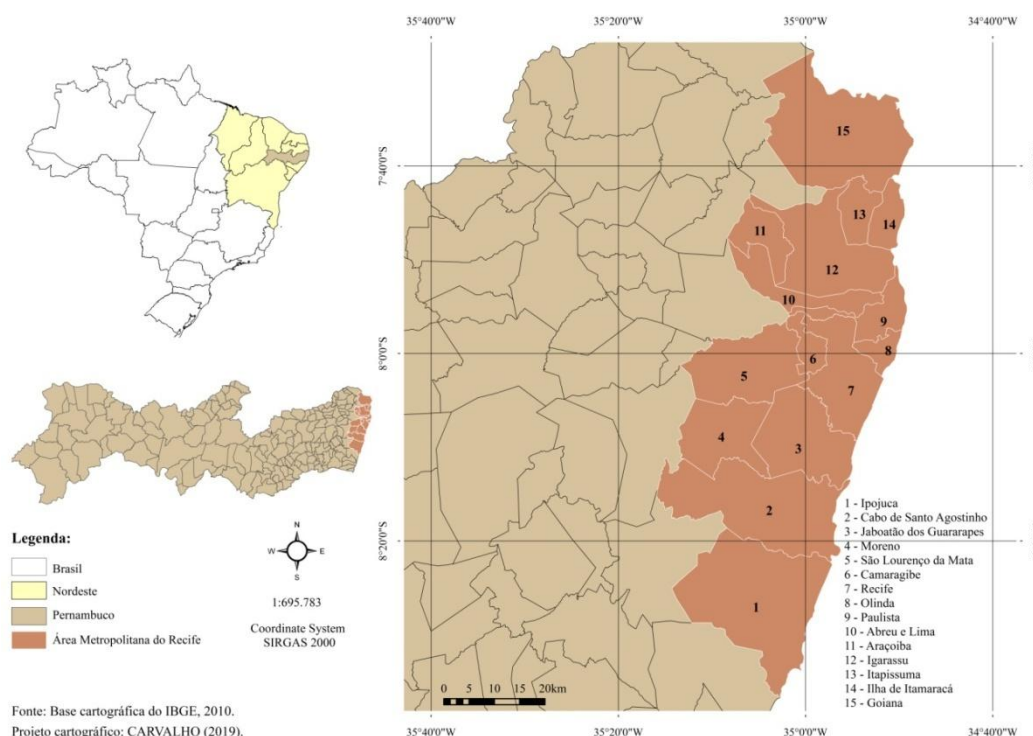 35°40'0"W 35°20'0"W 35°0'0"W 34°40'0"W
7°40'0"S
8°0'0"S
8°20'0"S
15
13
14
11
12
10
9
8
6
5
7
4
3
2
1
N
W E
S
1:695.783
Coordinate System
SIRGAS 2000
Legenda:
Brasil
Nordeste
Pernambuco
Área Metropolitana do Recife
1 - Ipojuca
2 - Cabo de Santo Agostinho
3 - Jaboatão dos Guararapes
4 - Moreno
5 - São Lourenço da Mata
6 - Camaragibe
7 - Recife
8 - Olinda
9 - Paulista
10 - Abreu e Lima
11 - Araçoiba
12 - Igarassu
13 - Itapissuma
14 - Ilha de Itamaracá
15 - Goiana
0 5 10 15 20km
35°40'0"W 35°20'0"W 35°0'0"W 34°40'0"W
Fonte: Base cartográfica do IBGE, 2010.
Projeto cartográfico: CARVALHO (2019).